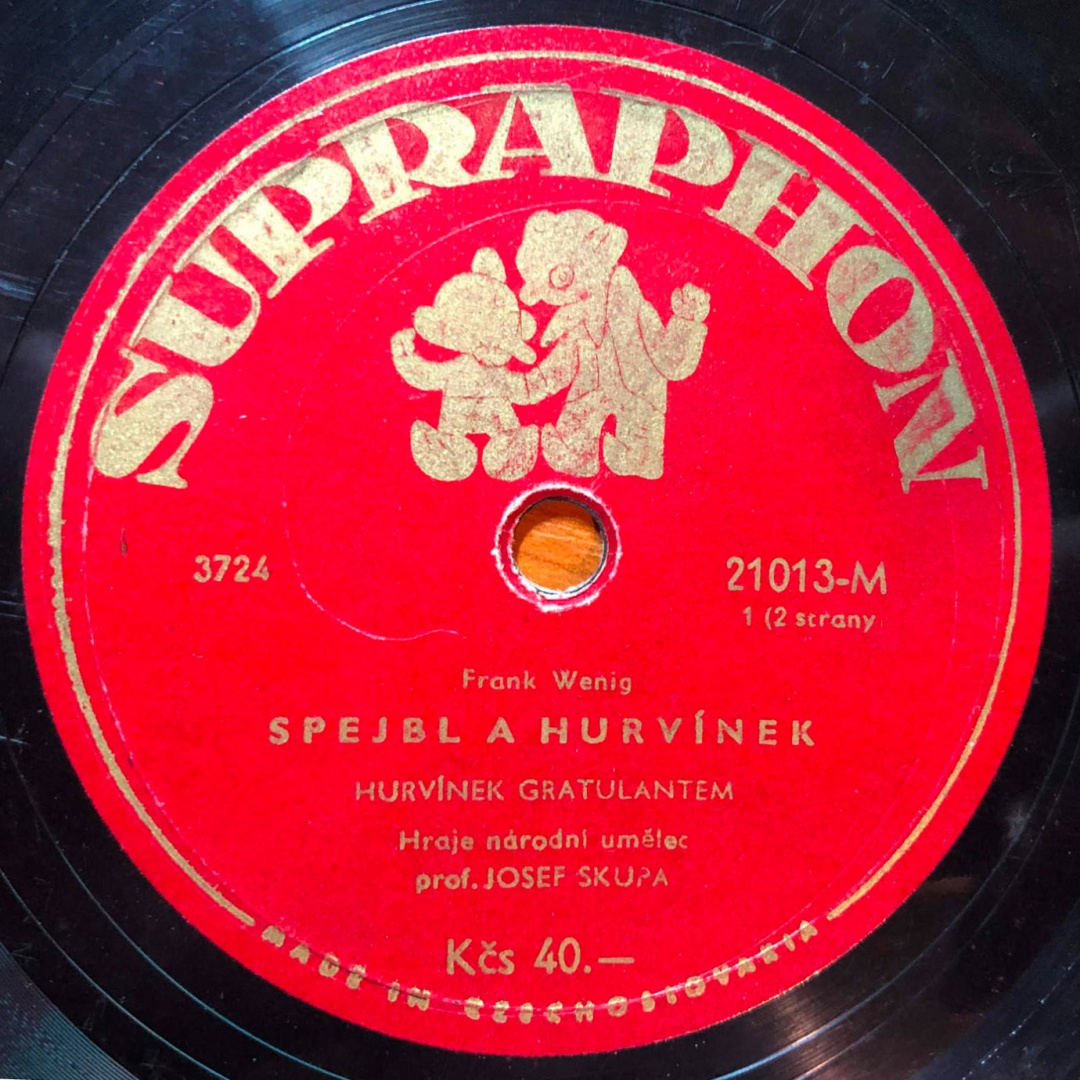 SUPRAPHON
3724
21013-M
1 (2 strany
Frank Wenig
SPEJBL A HURVÍNEK
HURVÍNEK GRATULANTEM
Hraje národní umělec
prof. JOSEF SKUPA
Kčs 40.—
MADE IN CZECHOSLOVAKIA